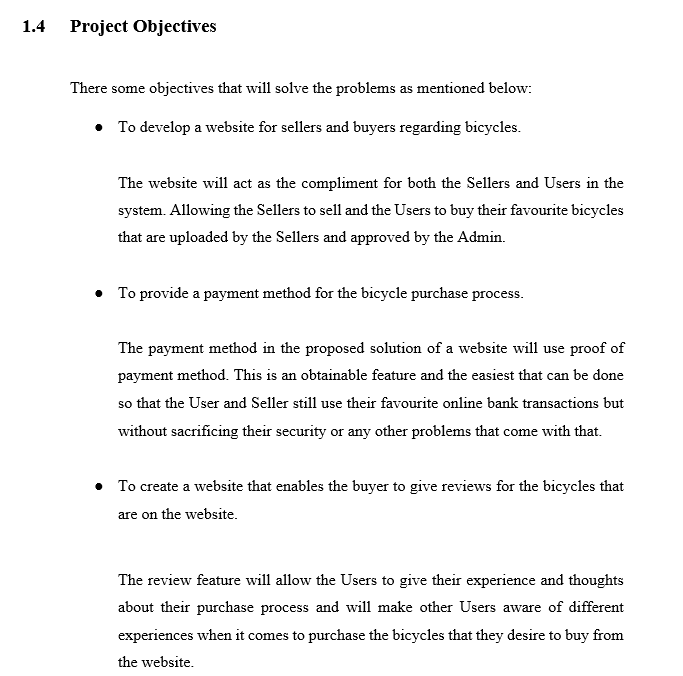 1.4 Project Objectives
There some objectives that will solve the problems as mentioned below:
● To develop a website for sellers and buyers regarding bicycles.
The website will act as the compliment for both the Sellers and Users in the
system. Allowing the Sellers to sell and the Users to buy their favourite bicycles
that are uploaded by the Sellers and approved by the Admin.
● To provide a payment method for the bicycle purchase process.
The payment method in the proposed solution of a website will use proof of
payment method. This is an obtainable feature and the easiest that can be done
so that the User and Seller still use their favourite online bank transactions but
without sacrificing their security or any other problems that come with that.
● To create a website that enables the buyer to give reviews for the bicycles that
are on the website.
The review feature will allow the Users to give their experience and thoughts
about their purchase process and will make other Users aware of different
experiences when it comes to purchase the bicycles that they desire to buy from
the website.